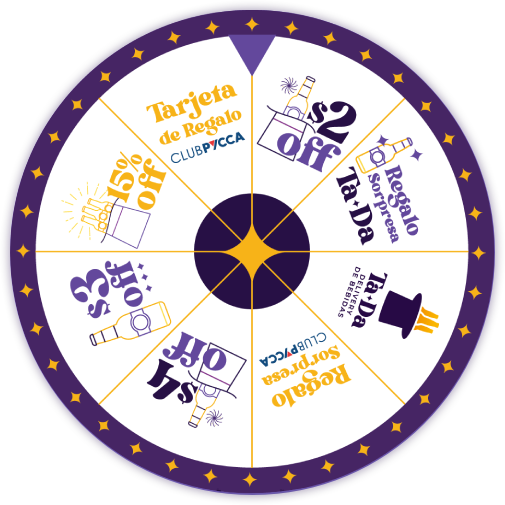 Tarjeta
de Regalo
CLUBPYCCA
$2
off
Regalo
Sorpresa
Ta Da
Ta Da
DELIVERY
DE BEBIDAS
Regalo
Sorpresa
CLUBPYCCA
$4
off
$3
off
15%
off